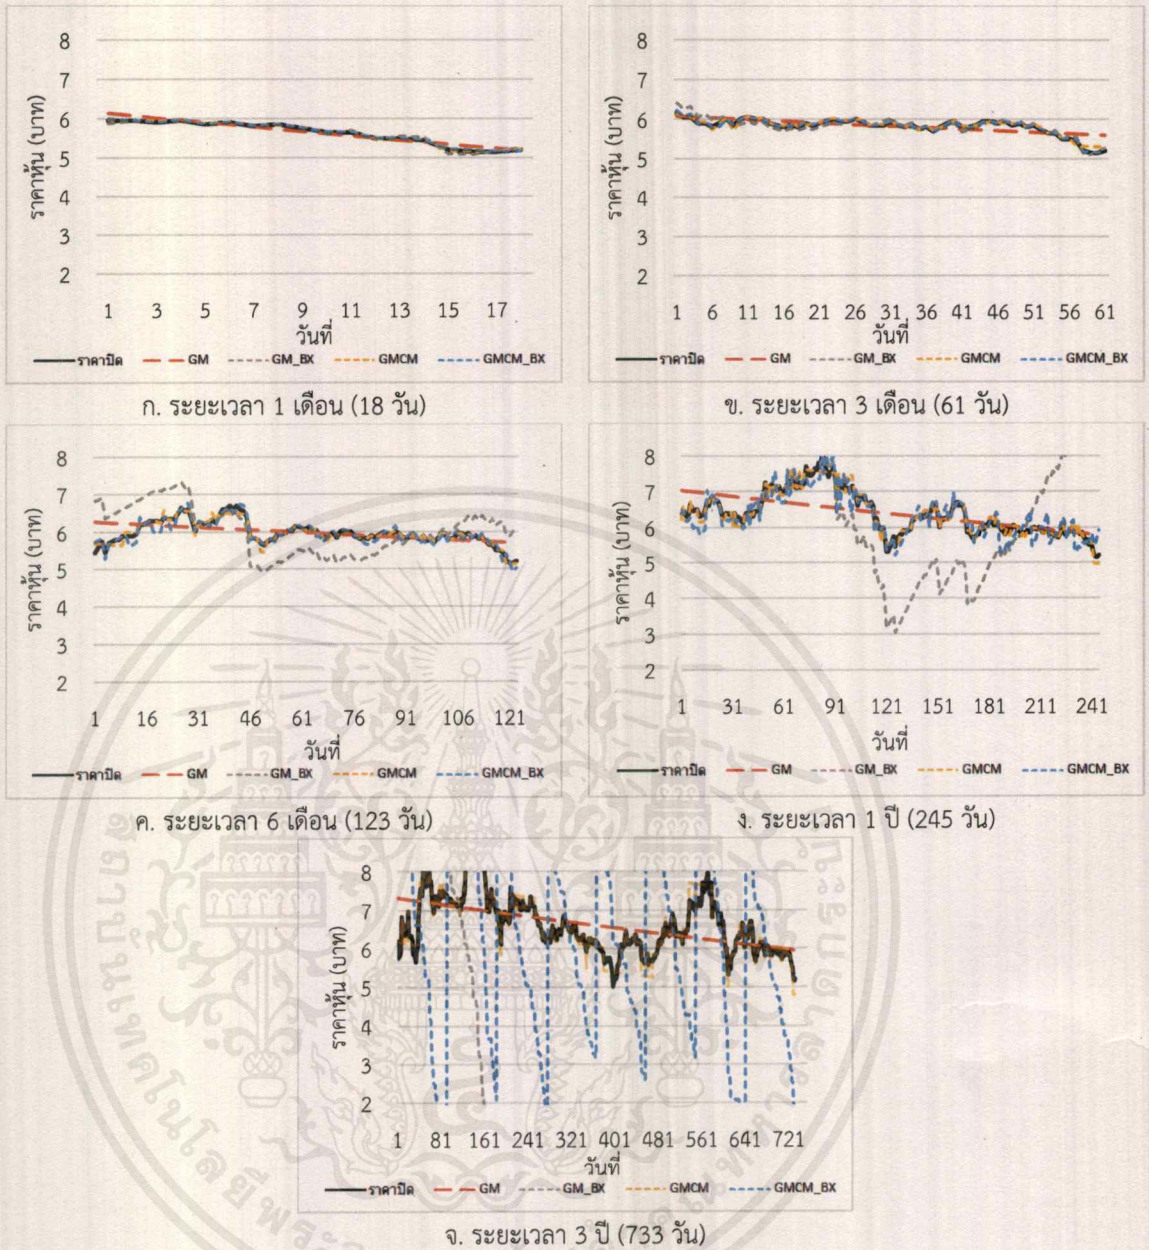 8
7
6
5
4
3
2
ราคาหุ้น (บาท)
1 3 5 7 9 11 13 15 17
วันที่
ราคาปิด GM GM_BX GMCM GMCM_BX
ก. ระยะเวลา 1 เดือน (18 วัน)
8
7
6
5
4
3
2
ราคาหุ้น (บาท)
1 6 11 16 21 26 31 36 41 46 51 56 61
วันที่
ราคาปิด GM GM_BX GMCM GMCM_BX
ข. ระยะเวลา 3 เดือน (61 วัน)
8
7
6
5
4
3
2
ราคาหุ้น (บาท)
1 16 31 46 61 76 91 106 121
วันที่
ราคาปิด GM GM_BX GMCM GMCM_BX
ค. ระยะเวลา 6 เดือน (123 วัน)
8
7
6
5
4
3
2
ราคาหุ้น (บาท)
1 31 61 91 121 151 181 211 241
วันที่
ราคาปิด GM GM_BX GMCM GMCM_BX
ง. ระยะเวลา 1 ปี (245 วัน)
8
7
6
5
4
3
2
ราคาหุ้น (บาท)
1 81 161 241 321 401 481 561 641 721
วันที่
ราคาปิด GM GM_BX GMCM GMCM_BX
จ. ระยะเวลา 3 ปี (733 วัน)